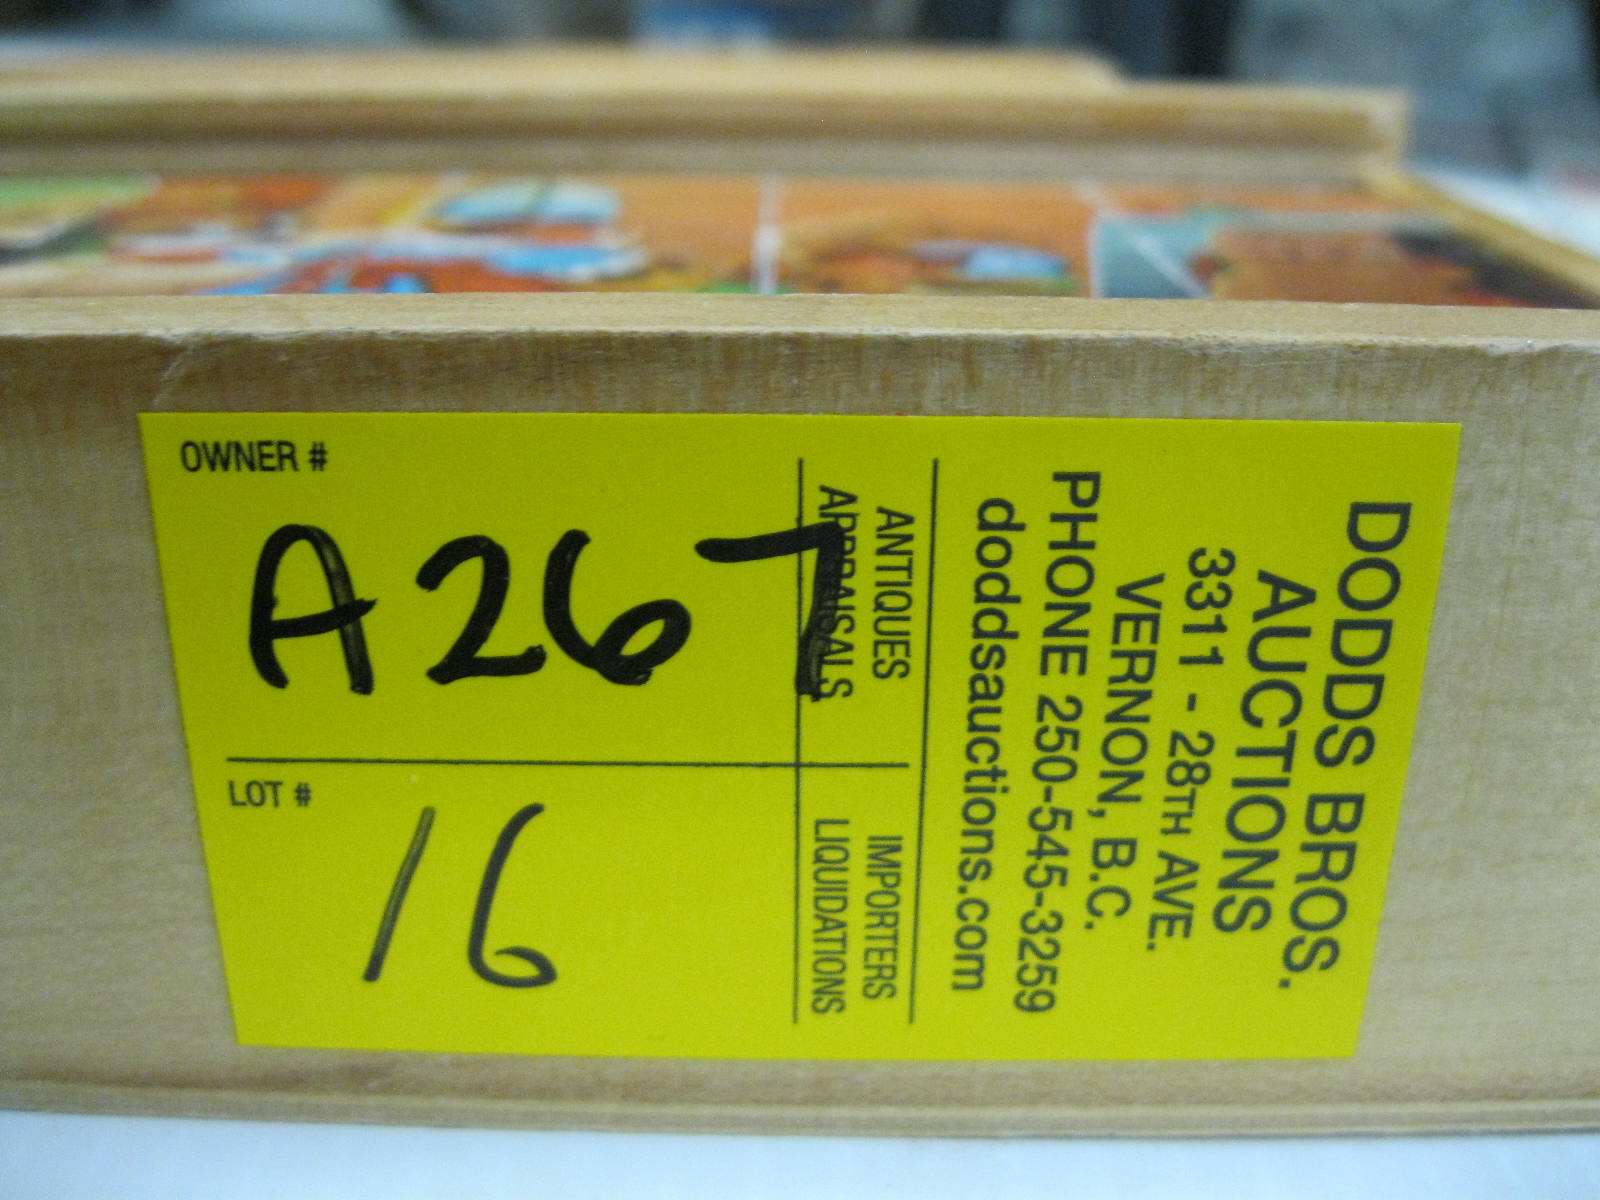 OWNER #
A267
LOT #
16
DODDS BROS.
AUCTIONS
3311 - 28TH AVE.
VERNON, B.C.
PHONE 250-545-3259
doddsauctions.com
ANTIQUES
APPRAISALS
IMPORTERS
LIQUIDATIONS